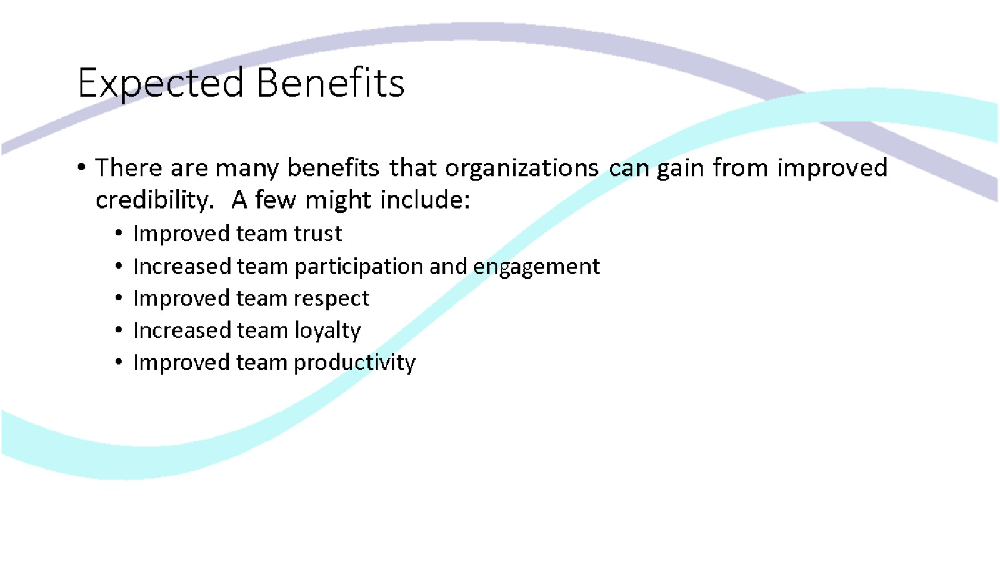 Expected Benefits
• There are many benefits that organizations can gain from improved
credibility.  A few might include:
• Improved team trust
• Increased team participation and engagement
• Improved team respect
• Increased team loyalty
• Improved team productivity